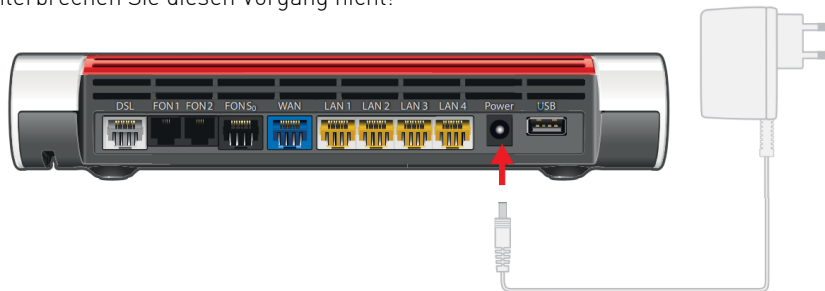 Sie diesen Vorgang nicht!
DSL FON 1 FON 2 FON S₀ WAN LAN 1 LAN 2 LAN 3 LAN 4 Power USB